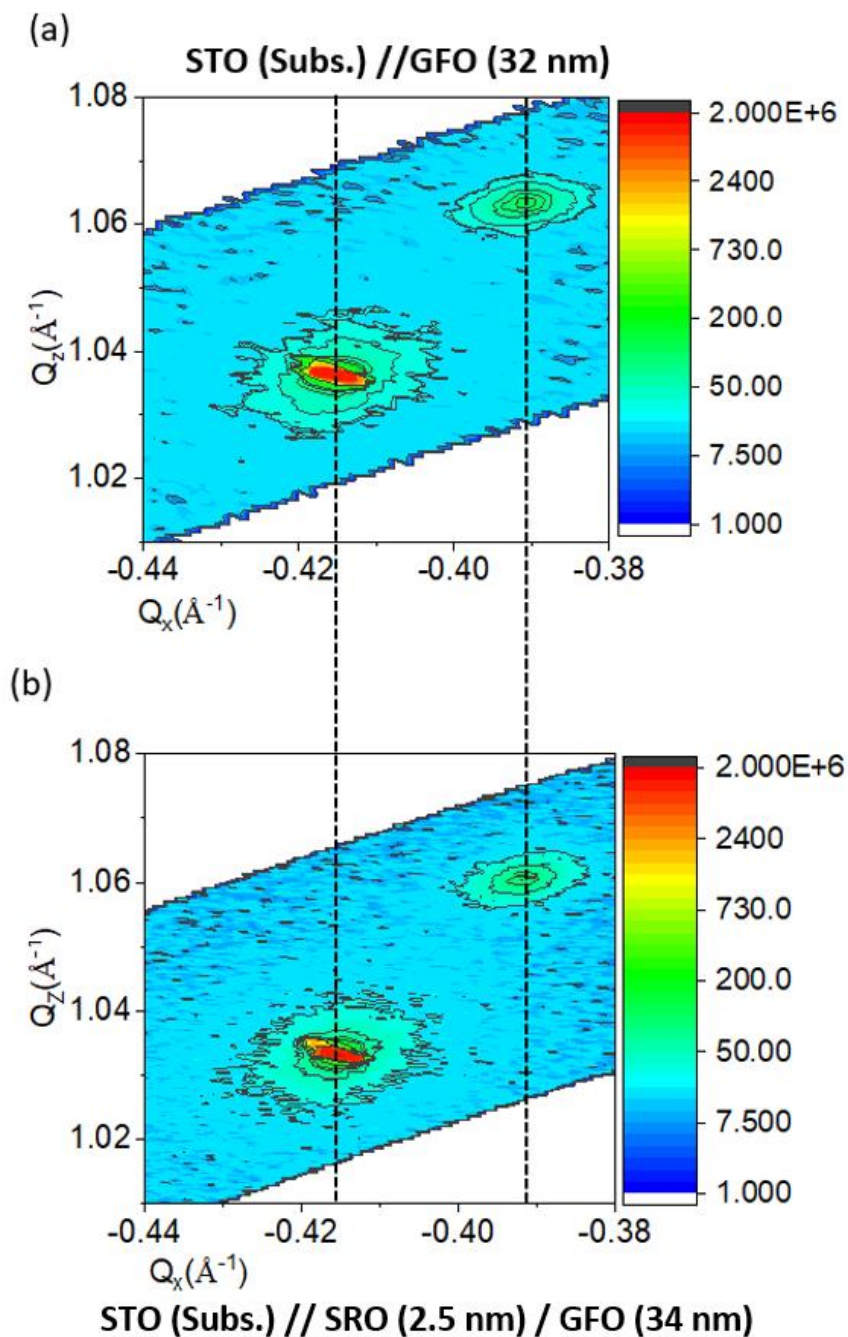 (a)
STO (Subs.) //GFO (32 nm)
1.08
1.06
1.04
1.02
Q_z(Å⁻¹)
-0.44
-0.42
-0.40
-0.38
Q_x(Å⁻¹)
2.000E+6
2400
730.0
200.0
50.00
7.500
1.000
(b)
1.08
1.06
1.04
1.02
Q_Z(Å⁻¹)
-0.44
-0.42
-0.40
-0.38
Q_X(Å⁻¹)
2.000E+6
2400
730.0
200.0
50.00
7.500
1.000
STO (Subs.) // SRO (2.5 nm) / GFO (34 nm)